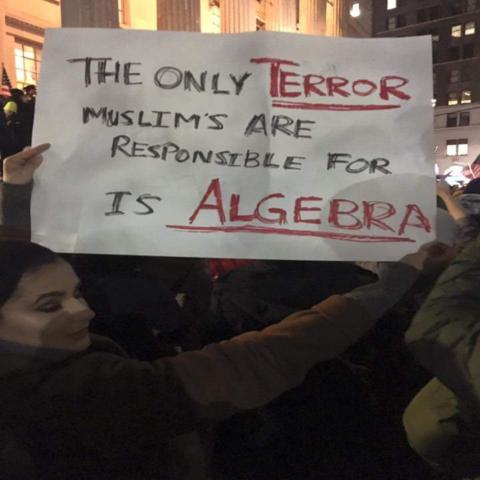 THE ONLY TERROR
MUSLIM'S ARE
RESPONSIBLE FOR
IS ALGEBRA